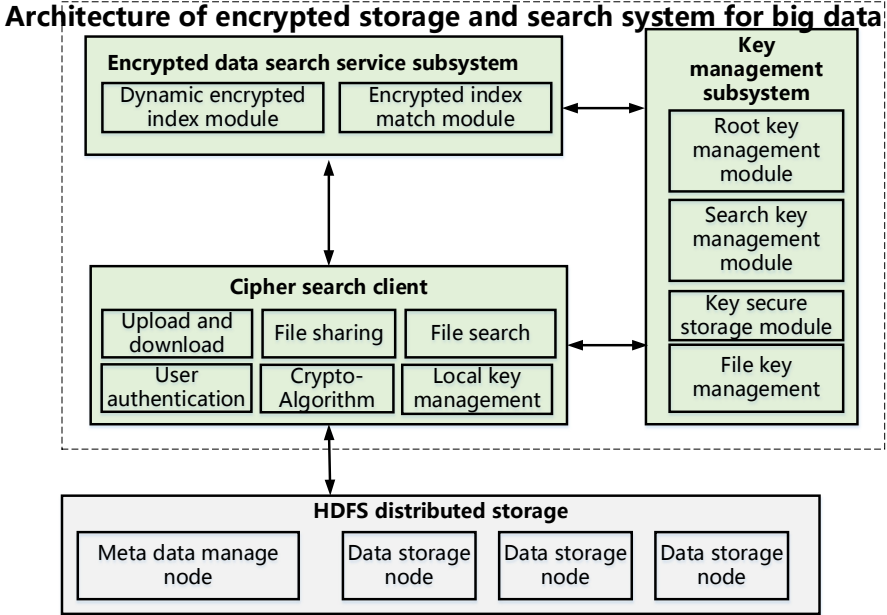 Architecture of encrypted storage and search system for big data
Encrypted data search service subsystem
Dynamic encrypted
index module
Encrypted index
match module
Key
management
subsystem
Root key
management
module
Search key
management
module
Key secure
storage module
File key
management
Cipher search client
Upload and
download
File sharing
File search
User
authentication
Crypto-
Algorithm
Local key
management
HDFS distributed storage
Meta data manage
node
Data storage
node
Data storage
node
Data storage
node